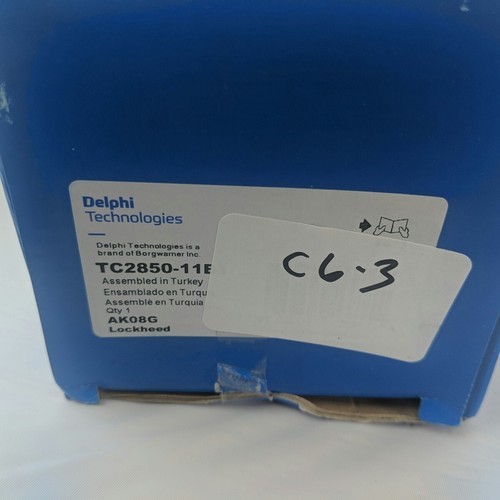 Delphi
Technologies
Delphi Technologies is a
brand of Borgwarner Inc.
TC2850-11
Assembled in Turkey
Ensamblado en
Assemblé en Turquia
Qty 1
AK08G
Lockheed
C6-3